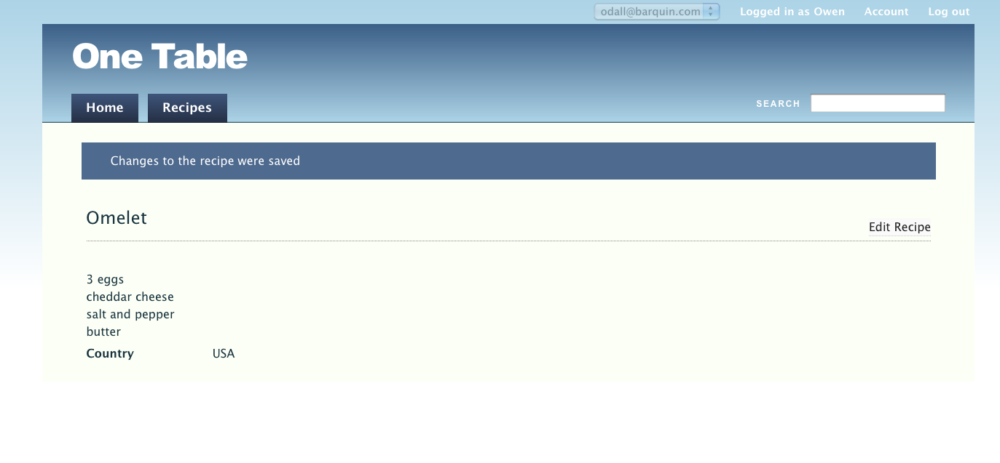 odall@barquin.com Logged in as Owen Account Log out
One Table
Home Recipes SEARCH
Changes to the recipe were saved
Omelet
Edit Recipe
3 eggs
cheddar cheese
salt and pepper
butter
Country USA